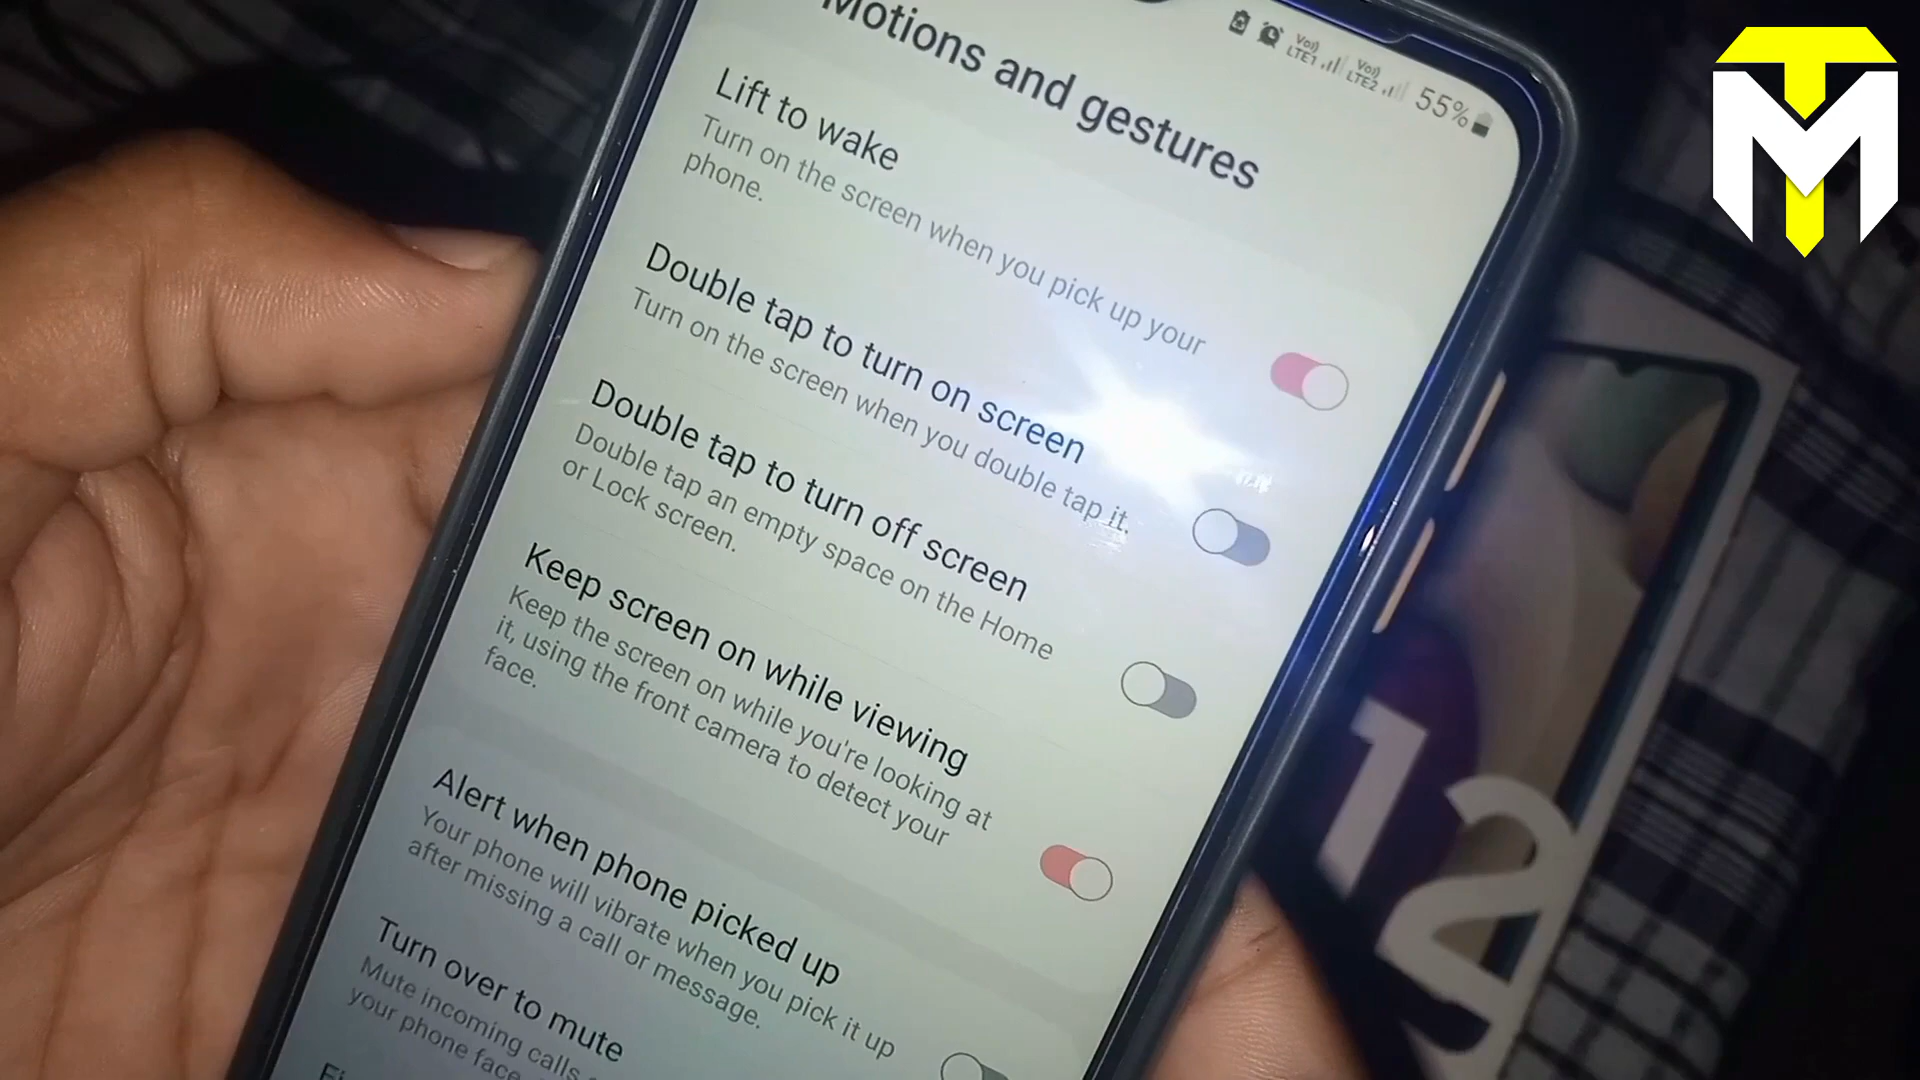 Vo))
LTE1
Vo))
LTE2
55%
Motions and gestures
Lift to wake
Turn on the screen when you pick up your
phone.
Double tap to turn on screen
Turn on the screen when you double tap it.
Double tap to turn off screen
Double tap an empty space on the Home
or Lock screen.
Keep screen on while viewing
Keep the screen on while you're looking at
it, using the front camera to detect your
face.
Alert when phone picked up
Your phone will vibrate when you pick it up
after missing a call or message.
Turn over to mute
Mute incoming calls
your phone face
12
TM